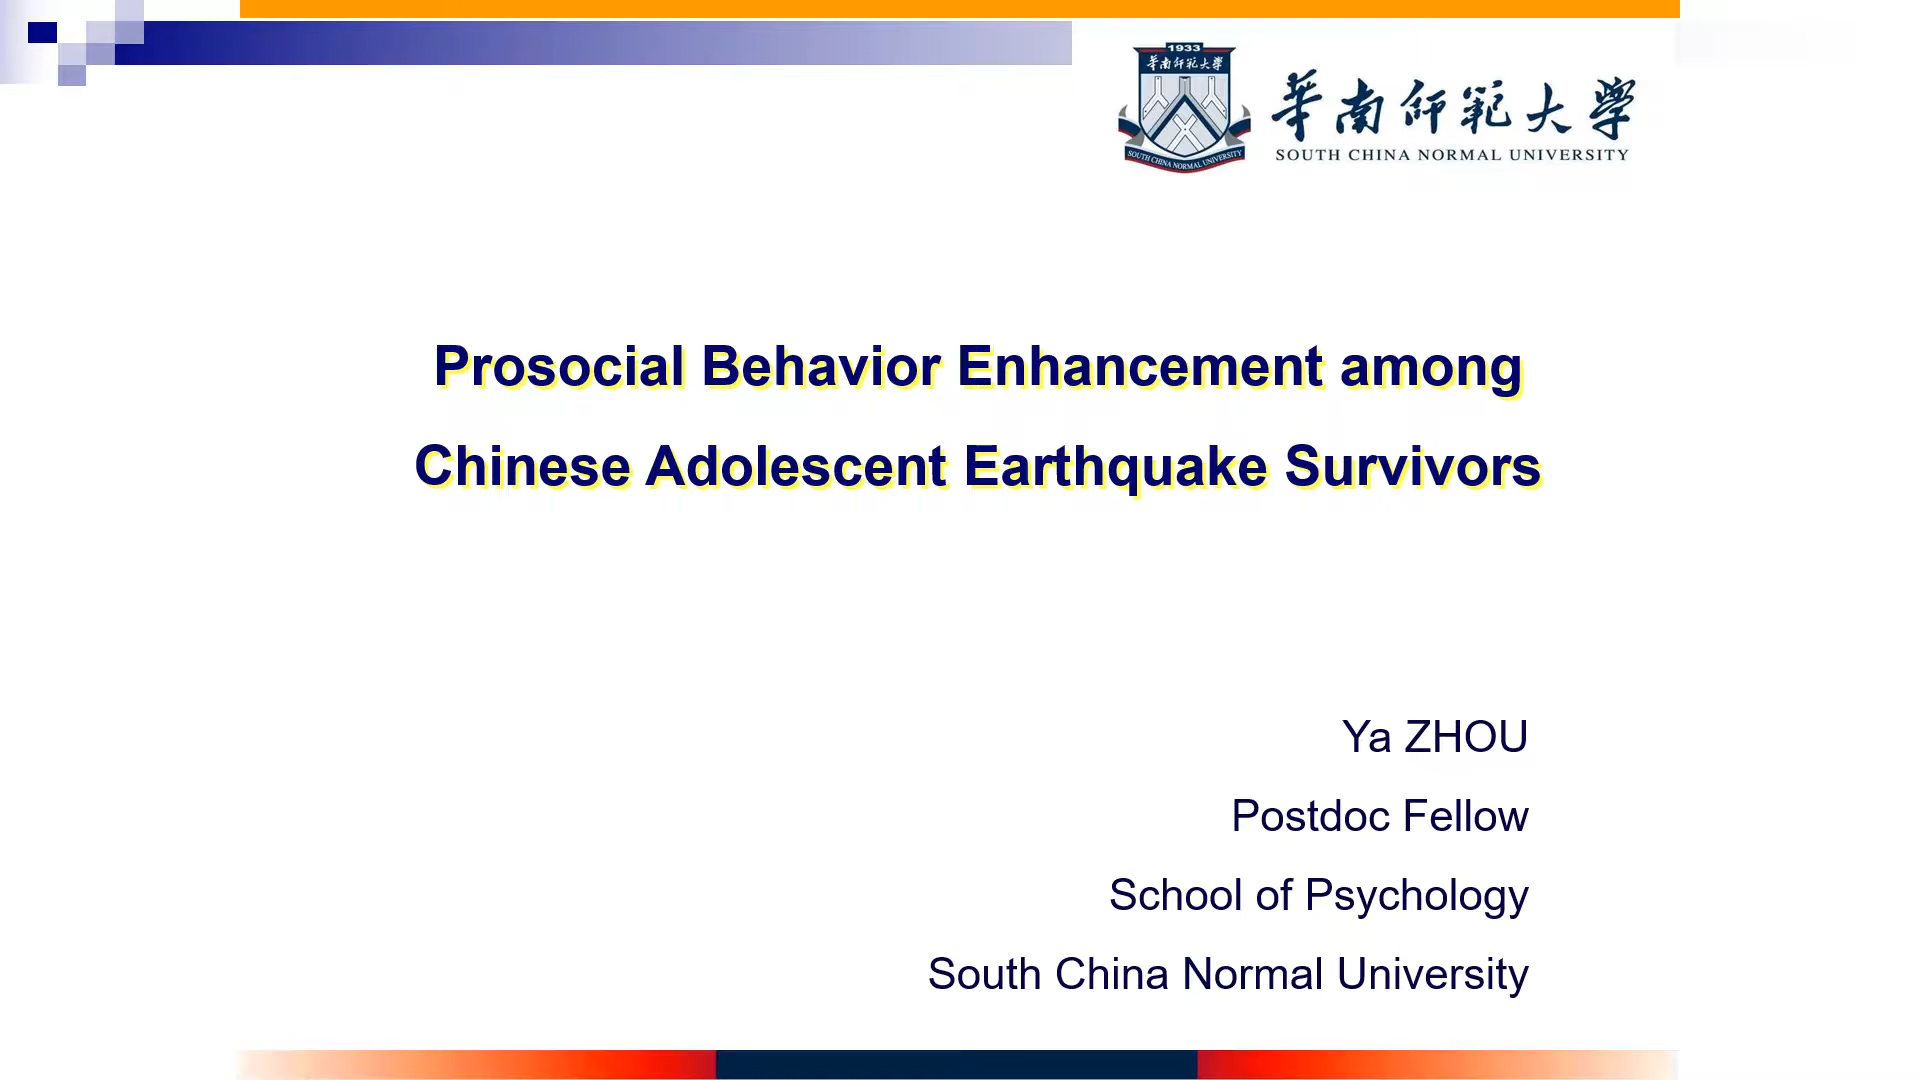 1933
華南師範大學
SOUTH CHINA NORMAL UNIVERSITY
華南師範大學
SOUTH CHINA NORMAL UNIVERSITY
Prosocial Behavior Enhancement among
Chinese Adolescent Earthquake Survivors
Ya ZHOU
Postdoc Fellow
School of Psychology
South China Normal University